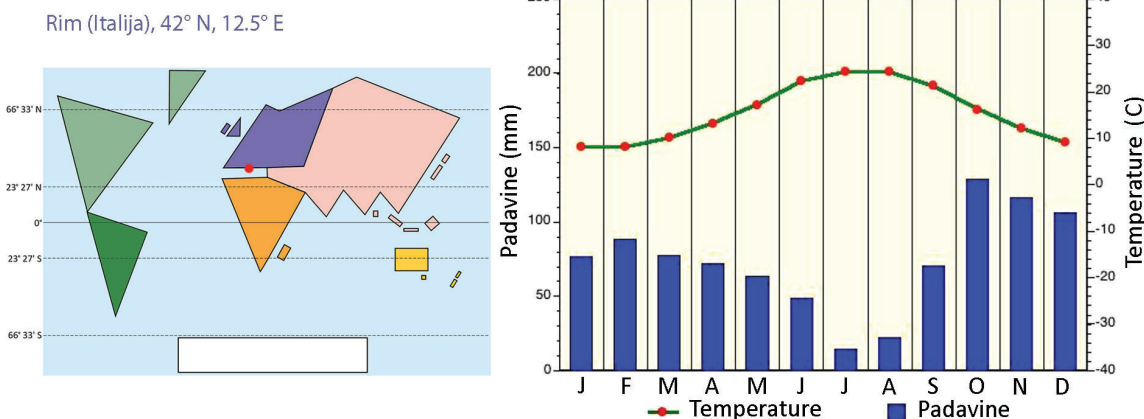 Rim (Italija), 42° N, 12.5° E
66° 33' N
23° 27' N
0°
23° 27' S
66° 33' S
Padavine (mm)
200
150
100
50
0
J F M A M J J A S O N D
30
20
10
-0
-10
-20
-30
-40
Temperature (C)
Temperature
Padavine